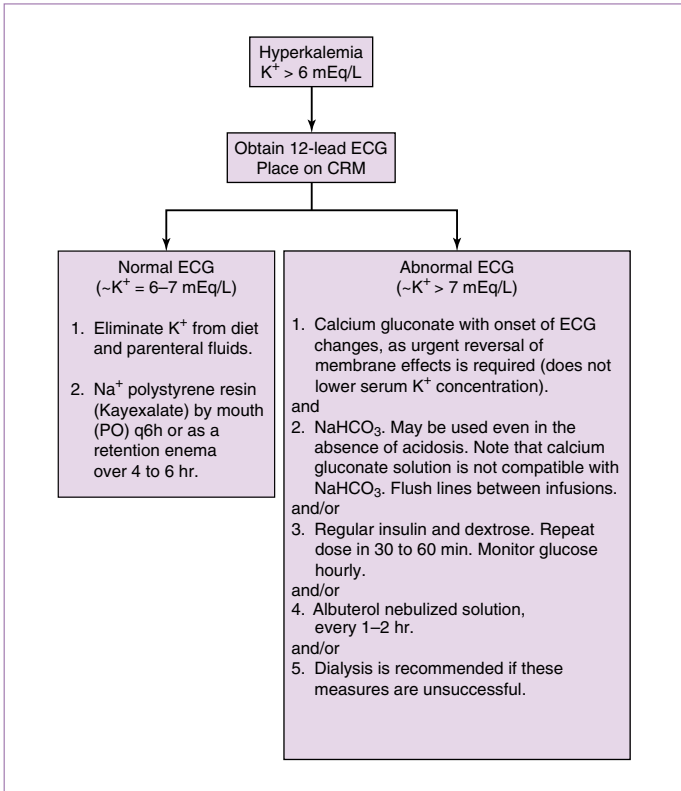 Hyperkalemia
K⁺ > 6 mEq/L
Obtain 12-lead ECG
Place on CRM
Normal ECG
(~K⁺ = 6–7 mEq/L)
1. Eliminate K⁺ from diet
and parenteral fluids.
2. Na⁺ polystyrene resin
(Kayexalate) by mouth
(PO) q6h or as a
retention enema
over 4 to 6 hr.
Abnormal ECG
(~K⁺ > 7 mEq/L)
1. Calcium gluconate with onset of ECG
changes, as urgent reversal of
membrane effects is required (does not
lower serum K⁺ concentration).
and
2. NaHCO₃. May be used even in the
absence of acidosis. Note that calcium
gluconate solution is not compatible with
NaHCO₃. Flush lines between infusions.
and/or
3. Regular insulin and dextrose. Repeat
dose in 30 to 60 min. Monitor glucose
hourly.
and/or
4. Albuterol nebulized solution,
every 1–2 hr.
and/or
5. Dialysis is recommended if these
measures are unsuccessful.